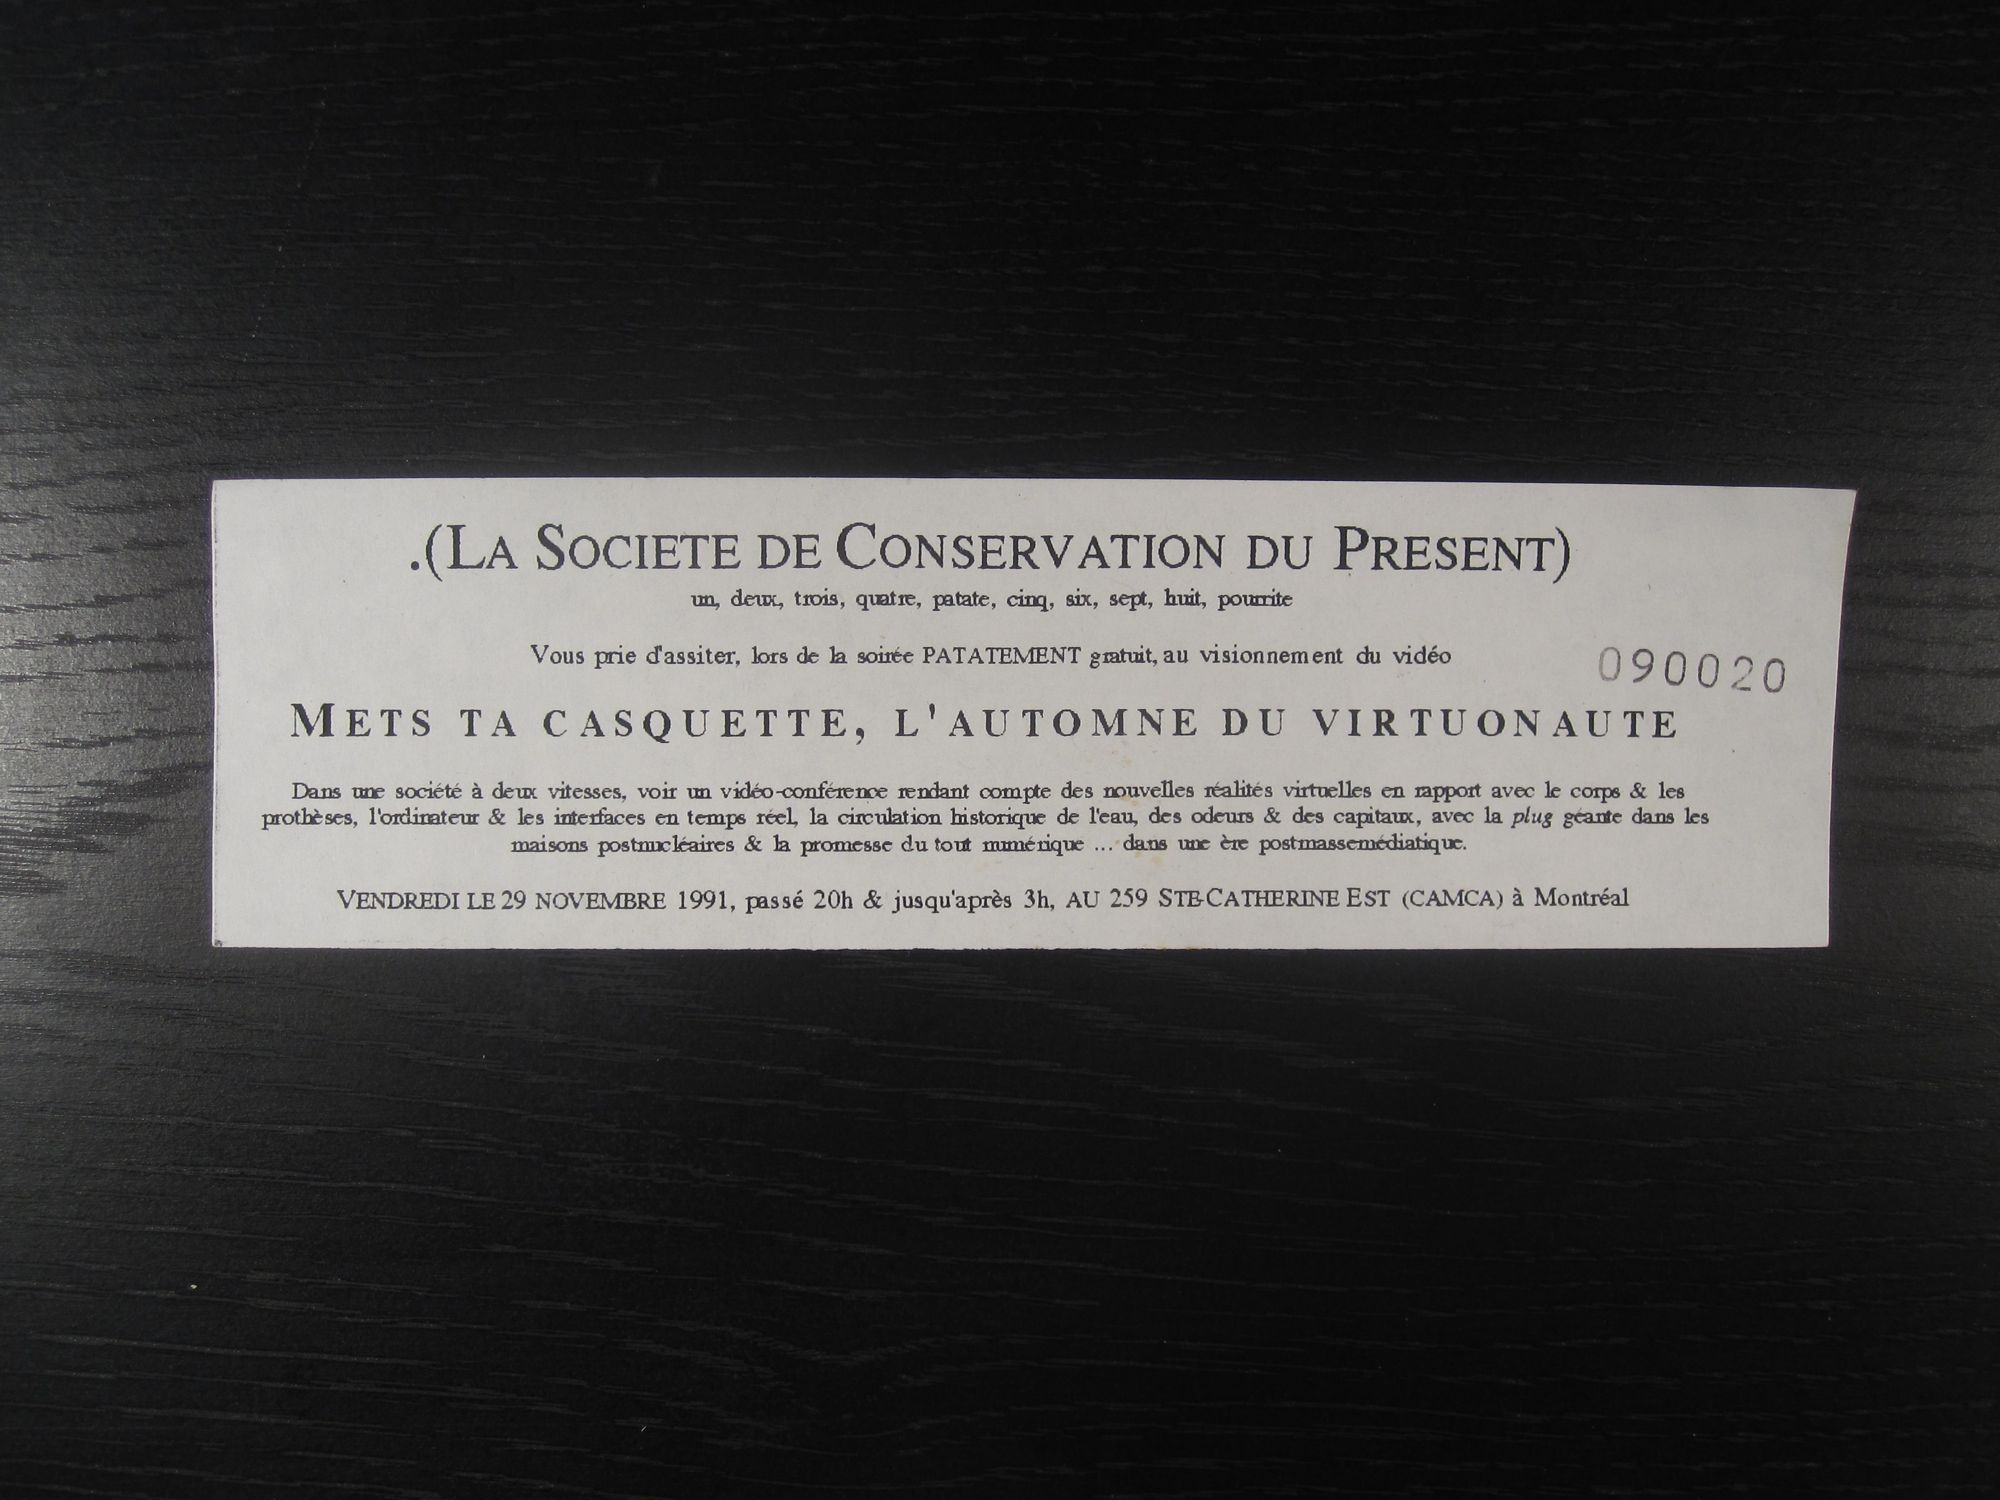 .(LA SOCIETE DE CONSERVATION DU PRESENT)
un, deux, trois, quatre, patate, cinq, six, sept, huit, pourrite
Vous prie d'assiter, lors de la soirée PATATEMENT gratuit, au visionnement du vidéo
090020
METS TA CASQUETTE, L'AUTOMNE DU VIRTUONAUTE
Dans une société à deux vitesses, voir un vidéo-conférence rendant compte des nouvelles réalités virtuelles en rapport avec le corps & les
prothèses, l'ordinateur & les interfaces en temps réel, la circulation historique de l'eau, des odeurs & des capitaux, avec la plug géante dans les
maisons postnucléaires & la promesse du tout numérique ... dans une ère postmassemédiatique.
VENDREDI LE 29 NOVEMBRE 1991, passé 20h & jusqu'après 3h, AU 259 STE-CATHERINE EST (CAMCA) à Montréal